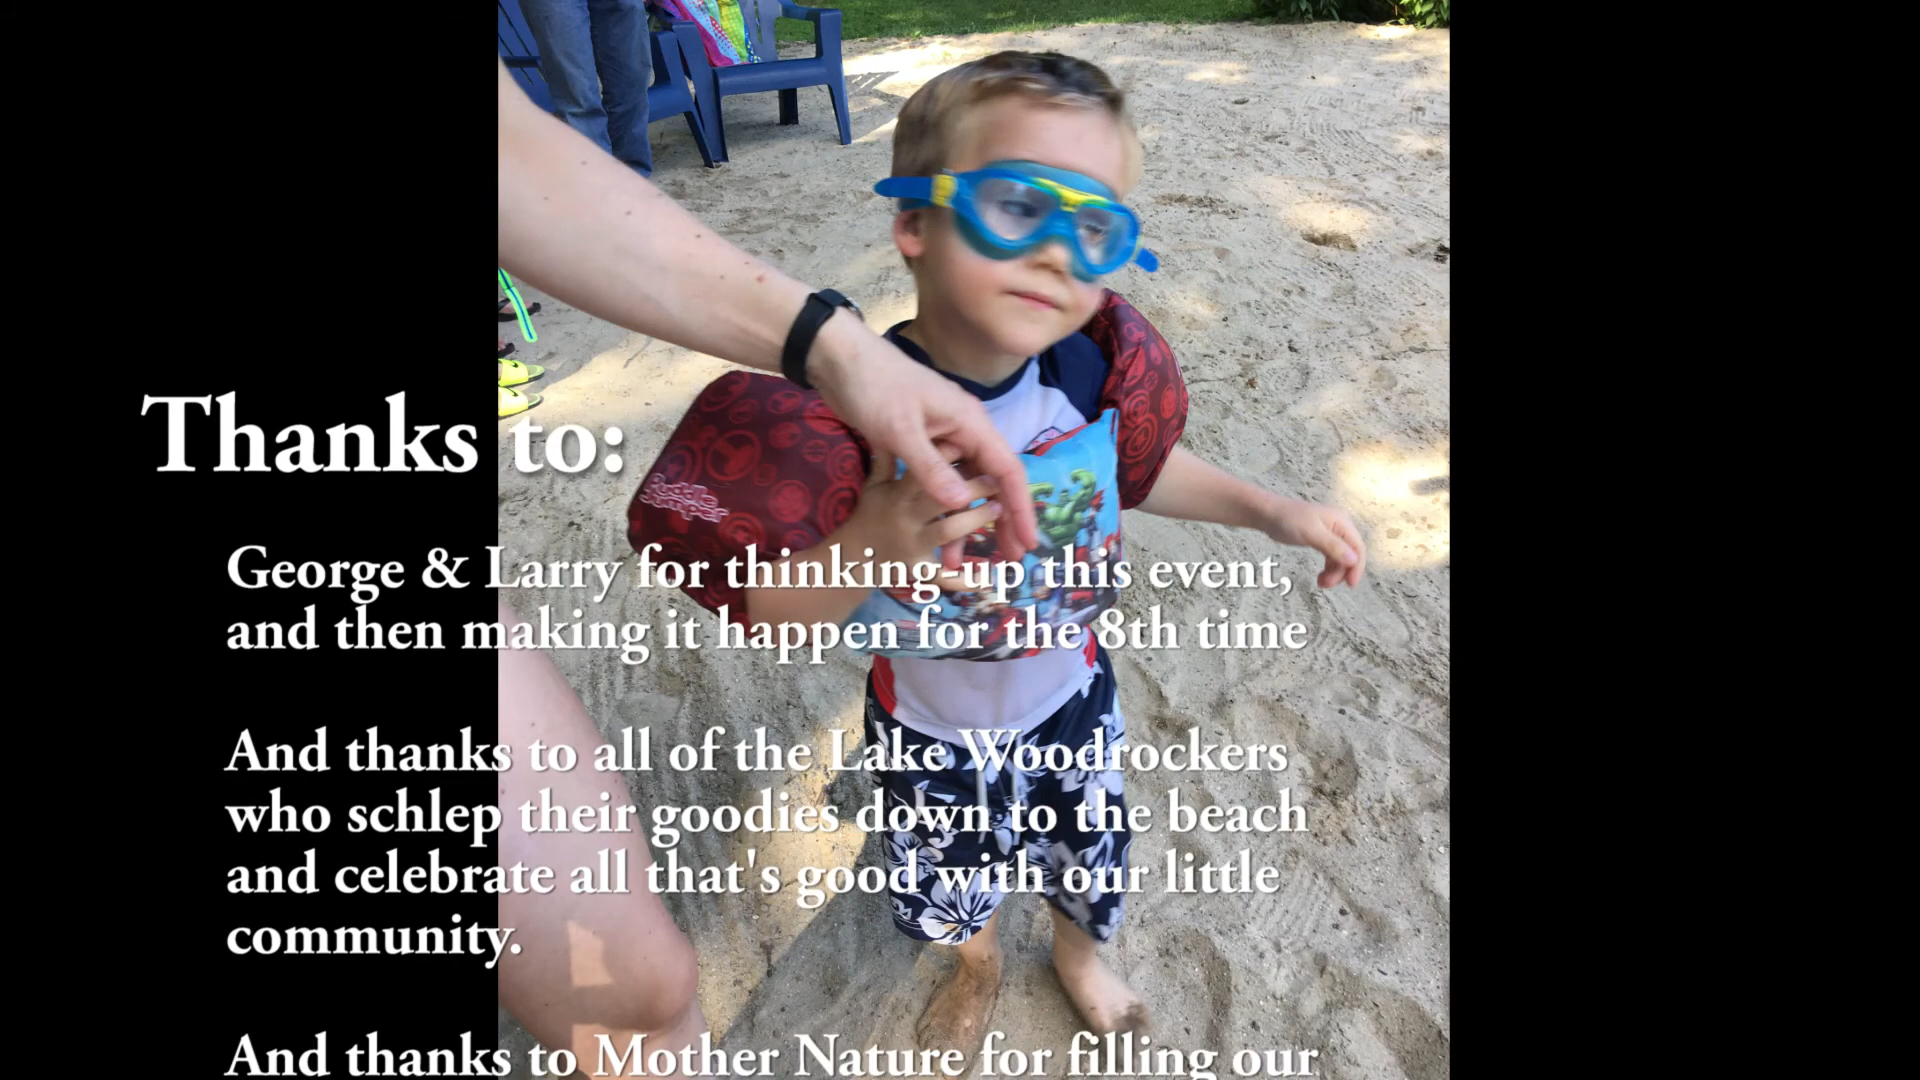 Thanks to:
Puddle
Jumper
George & Larry for thinking-up this event,
and then making it happen for the 8th time
And thanks to all of the Lake Woodrockers
who schlep their goodies down to the beach
and celebrate all that's good with our little
community.
And thanks to Mother Nature for filling our